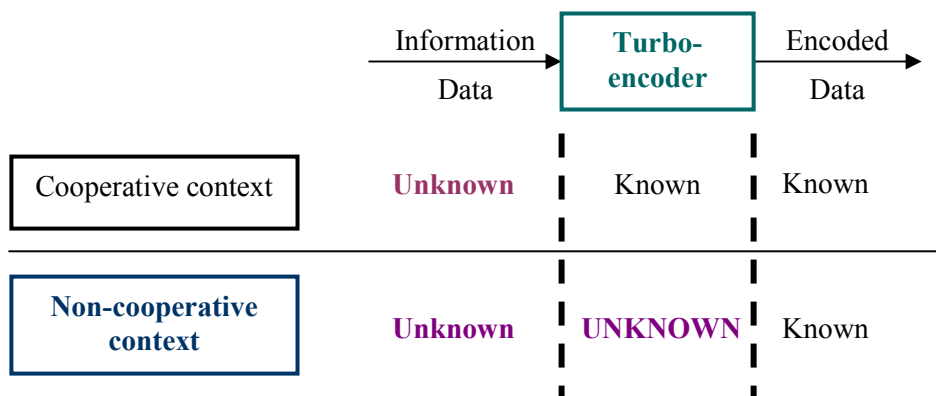 Information
Data
Turbo-
encoder
Encoded
Data
Cooperative context
Unknown
Known
Known
Non-cooperative
context
Unknown
UNKNOWN
Known